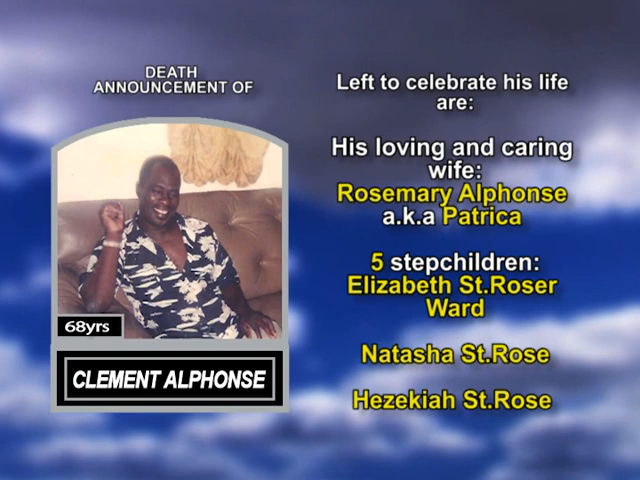 DEATH
ANNOUNCEMENT OF
68yrs
CLEMENT ALPHONSE
Left to celebrate his life
are:
His loving and caring
wife:
Rosemary Alphonse
a.k.a Patrica
5 stepchildren:
Elizabeth St.Roser
Ward
Natasha St.Rose
Hezekiah St.Rose